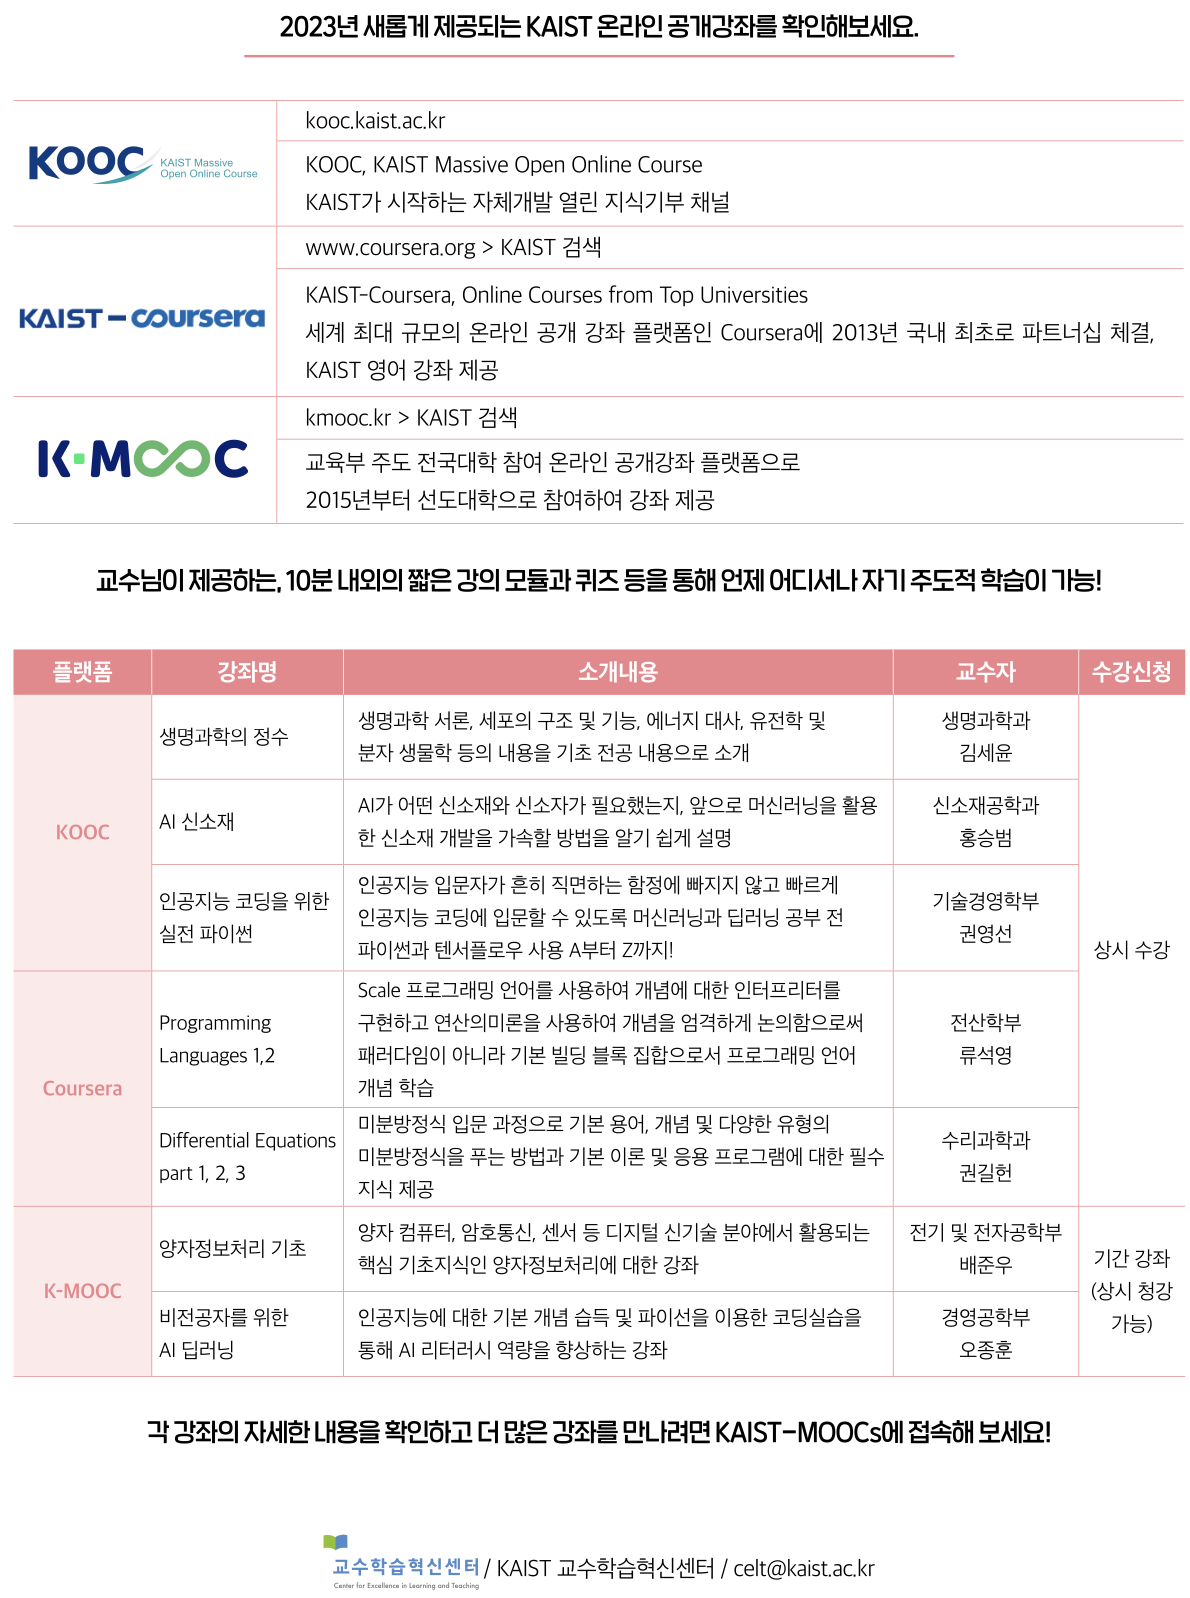 2023년 새롭게 제공되는 KAIST 온라인 공개강좌를 확인해보세요.
KOOC KAIST Massive
Open Online Course
kooc.kaist.ac.kr
KOOC, KAIST Massive Open Online Course
KAIST가 시작하는 자체개발 열린 지식기부 채널
KAIST - coursera
www.coursera.org > KAIST 검색
KAIST-Coursera, Online Courses from Top Universities
세계 최대 규모의 온라인 공개 강좌 플랫폼인 Coursera에 2013년 국내 최초로 파트너십 체결,
KAIST 영어 강좌 제공
K·MOOC
kmooc.kr > KAIST 검색
교육부 주도 전국대학 참여 온라인 공개강좌 플랫폼으로
2015년부터 선도대학으로 참여하여 강좌 제공
교수님이 제공하는, 10분 내외의 짧은 강의 모듈과 퀴즈 등을 통해 언제 어디서나 자기 주도적 학습이 가능!
플랫폼 강좌명 소개내용 교수자 수강신청
KOOC
생명과학의 정수
생명과학 서론, 세포의 구조 및 기능, 에너지 대사, 유전학 및
분자 생물학 등의 내용을 기초 전공 내용으로 소개
생명과학과
김세윤
AI 신소재
AI가 어떤 신소재와 신소자가 필요했는지, 앞으로 머신러닝을 활용
한 신소재 개발을 가속할 방법을 알기 쉽게 설명
신소재공학과
홍승범
인공지능 코딩을 위한
실전 파이썬
인공지능 입문자가 흔히 직면하는 함정에 빠지지 않고 빠르게
인공지능 코딩에 입문할 수 있도록 머신러닝과 딥러닝 공부 전
파이썬과 텐서플로우 사용 A부터 Z까지!
기술경영학부
권영선
상시 수강
Coursera
Programming
Languages 1,2
Scale 프로그래밍 언어를 사용하여 개념에 대한 인터프리터를
구현하고 연산의미론을 사용하여 개념을 엄격하게 논의함으로써
패러다임이 아니라 기본 빌딩 블록 집합으로서 프로그래밍 언어
개념 학습
전산학부
류석영
Differential Equations
part 1, 2, 3
미분방정식 입문 과정으로 기본 용어, 개념 및 다양한 유형의
미분방정식을 푸는 방법과 기본 이론 및 응용 프로그램에 대한 필수
지식 제공
수리과학과
권길헌
K-MOOC
양자정보처리 기초
양자 컴퓨터, 암호통신, 센서 등 디지털 신기술 분야에서 활용되는
핵심 기초지식인 양자정보처리에 대한 강좌
전기 및 전자공학부
배준우
기간 강좌
(상시 청강
가능)
비전공자를 위한
AI 딥러닝
인공지능에 대한 기본 개념 습득 및 파이선을 이용한 코딩실습을
통해 AI 리터러시 역량을 향상하는 강좌
경영공학부
오종훈
각 강좌의 자세한 내용을 확인하고 더 많은 강좌를 만나려면 KAIST-MOOCs에 접속해 보세요!
교수학습혁신센터 / KAIST 교수학습혁신센터 / celt@kaist.ac.kr
Center for Excellence in Learning and Teaching